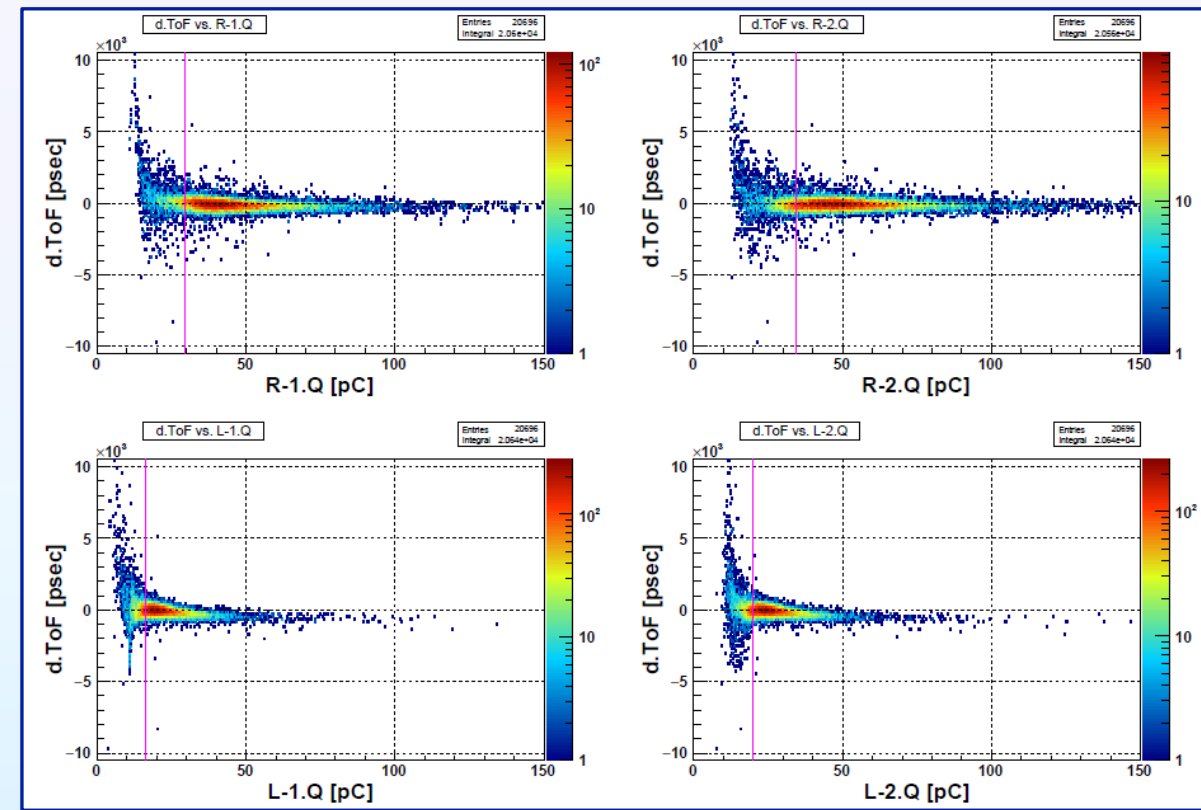 d.ToF vs. R-1.Q
Entries 20696
Integral 2.06e+04
×10³
10
5
0
−5
−10
d.ToF [psec]
0 50 100 150
R-1.Q [pC]
10²
10
1
d.ToF vs. R-2.Q
Entries 20696
Integral 2.056e+04
×10³
10
5
0
−5
−10
d.ToF [psec]
0 50 100 150
R-2.Q [pC]
10
1
d.ToF vs. L-1.Q
Entries 20696
Integral 2.064e+04
×10³
10
5
0
−5
−10
d.ToF [psec]
0 50 100 150
L-1.Q [pC]
10²
10
1
d.ToF vs. L-2.Q
Entries 20696
Integral 2.064e+04
×10³
10
5
0
−5
−10
d.ToF [psec]
0 50 100 150
L-2.Q [pC]
10²
10
1